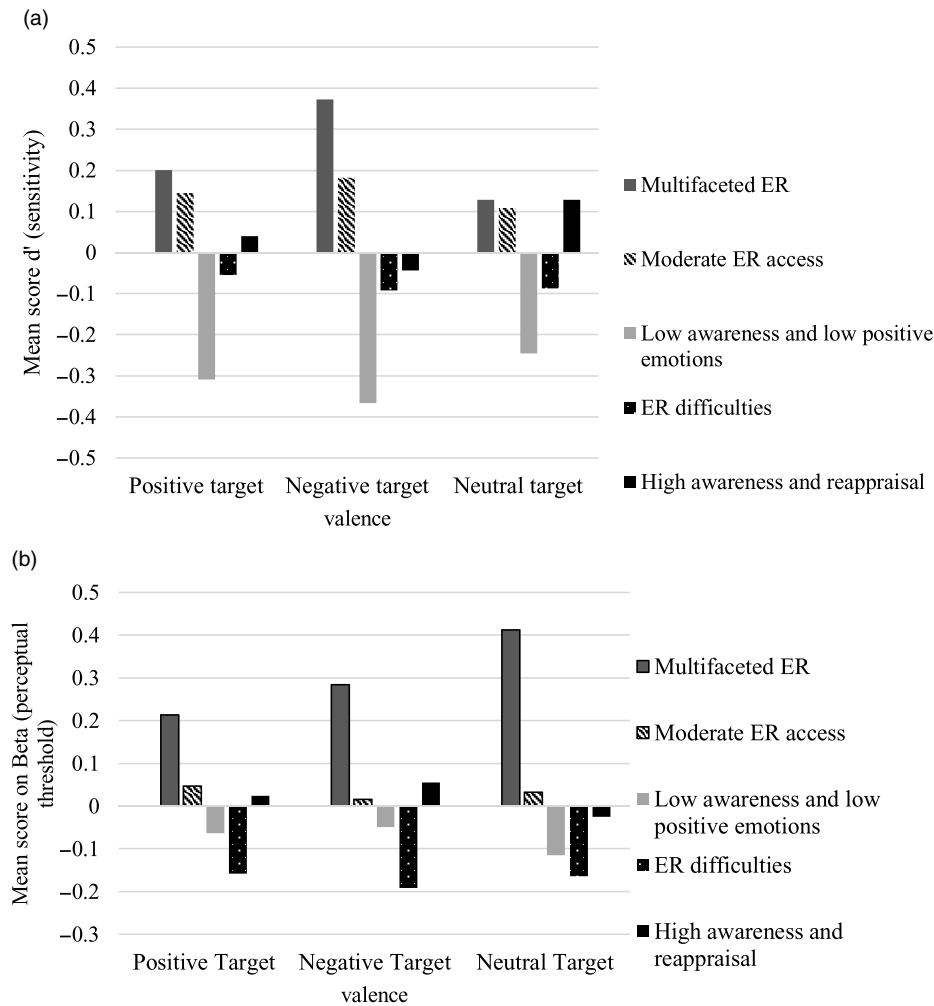 (a)
0.5
0.4
0.3
0.2
0.1
0
−0.1
−0.2
−0.3
−0.4
−0.5
Mean score d' (sensitivity)
Positive target
Negative target
Neutral target
valence
Multifaceted ER
Moderate ER access
Low awareness and low positive
emotions
ER difficulties
High awareness and reappraisal
(b)
0.5
0.4
0.3
0.2
0.1
0
−0.1
−0.2
−0.3
Mean score on Beta (perceptual
threshold)
Positive Target
Negative Target
Neutral Target
valence
Multifaceted ER
Moderate ER access
Low awareness and low
positive emotions
ER difficulties
High awareness and
reappraisal